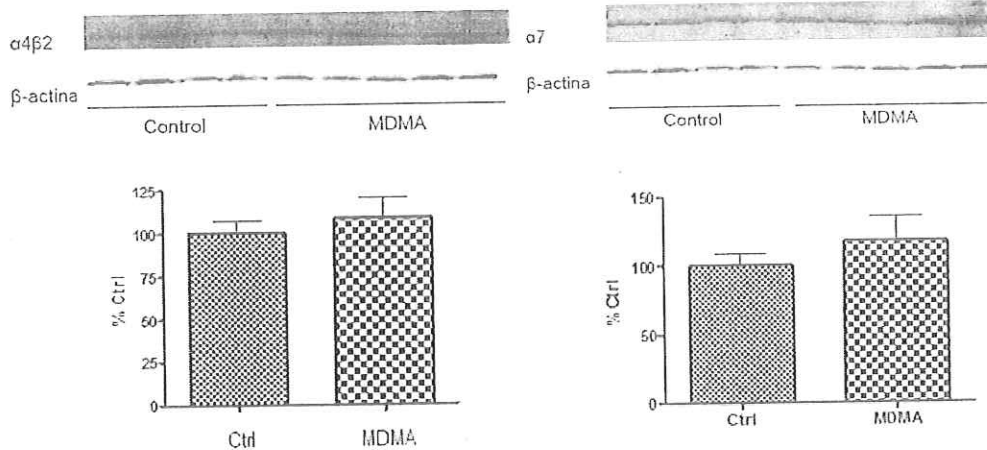 α4β2
β-actina
Control MDMA
α7
β-actina
Control MDMA
% Ctrl
125
100
75
50
25
0
Ctrl MDMA
% Ctrl
150
100
50
0
Ctrl MDMA